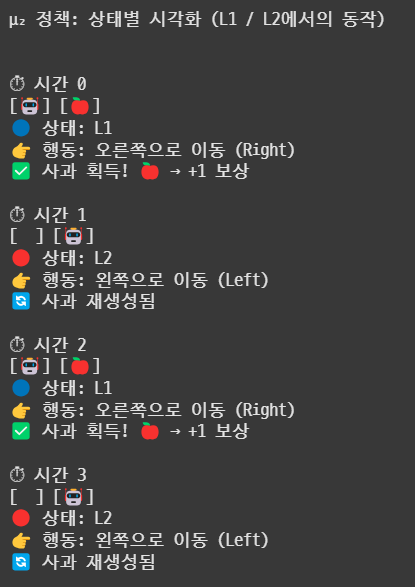 μ₂ 정책: 상태별 시각화 (L1 / L2에서의 동작)
⏱ 시간 0
[🤖] [🍎]
🔵 상태: L1
👉 행동: 오른쪽으로 이동 (Right)
✅ 사과 획득! 🍎 → +1 보상
⏱ 시간 1
[  ] [🤖]
🔴 상태: L2
👉 행동: 왼쪽으로 이동 (Left)
🔄 사과 재생성됨
⏱ 시간 2
[🤖] [🍎]
🔵 상태: L1
👉 행동: 오른쪽으로 이동 (Right)
✅ 사과 획득! 🍎 → +1 보상
⏱ 시간 3
[  ] [🤖]
🔴 상태: L2
👉 행동: 왼쪽으로 이동 (Left)
🔄 사과 재생성됨